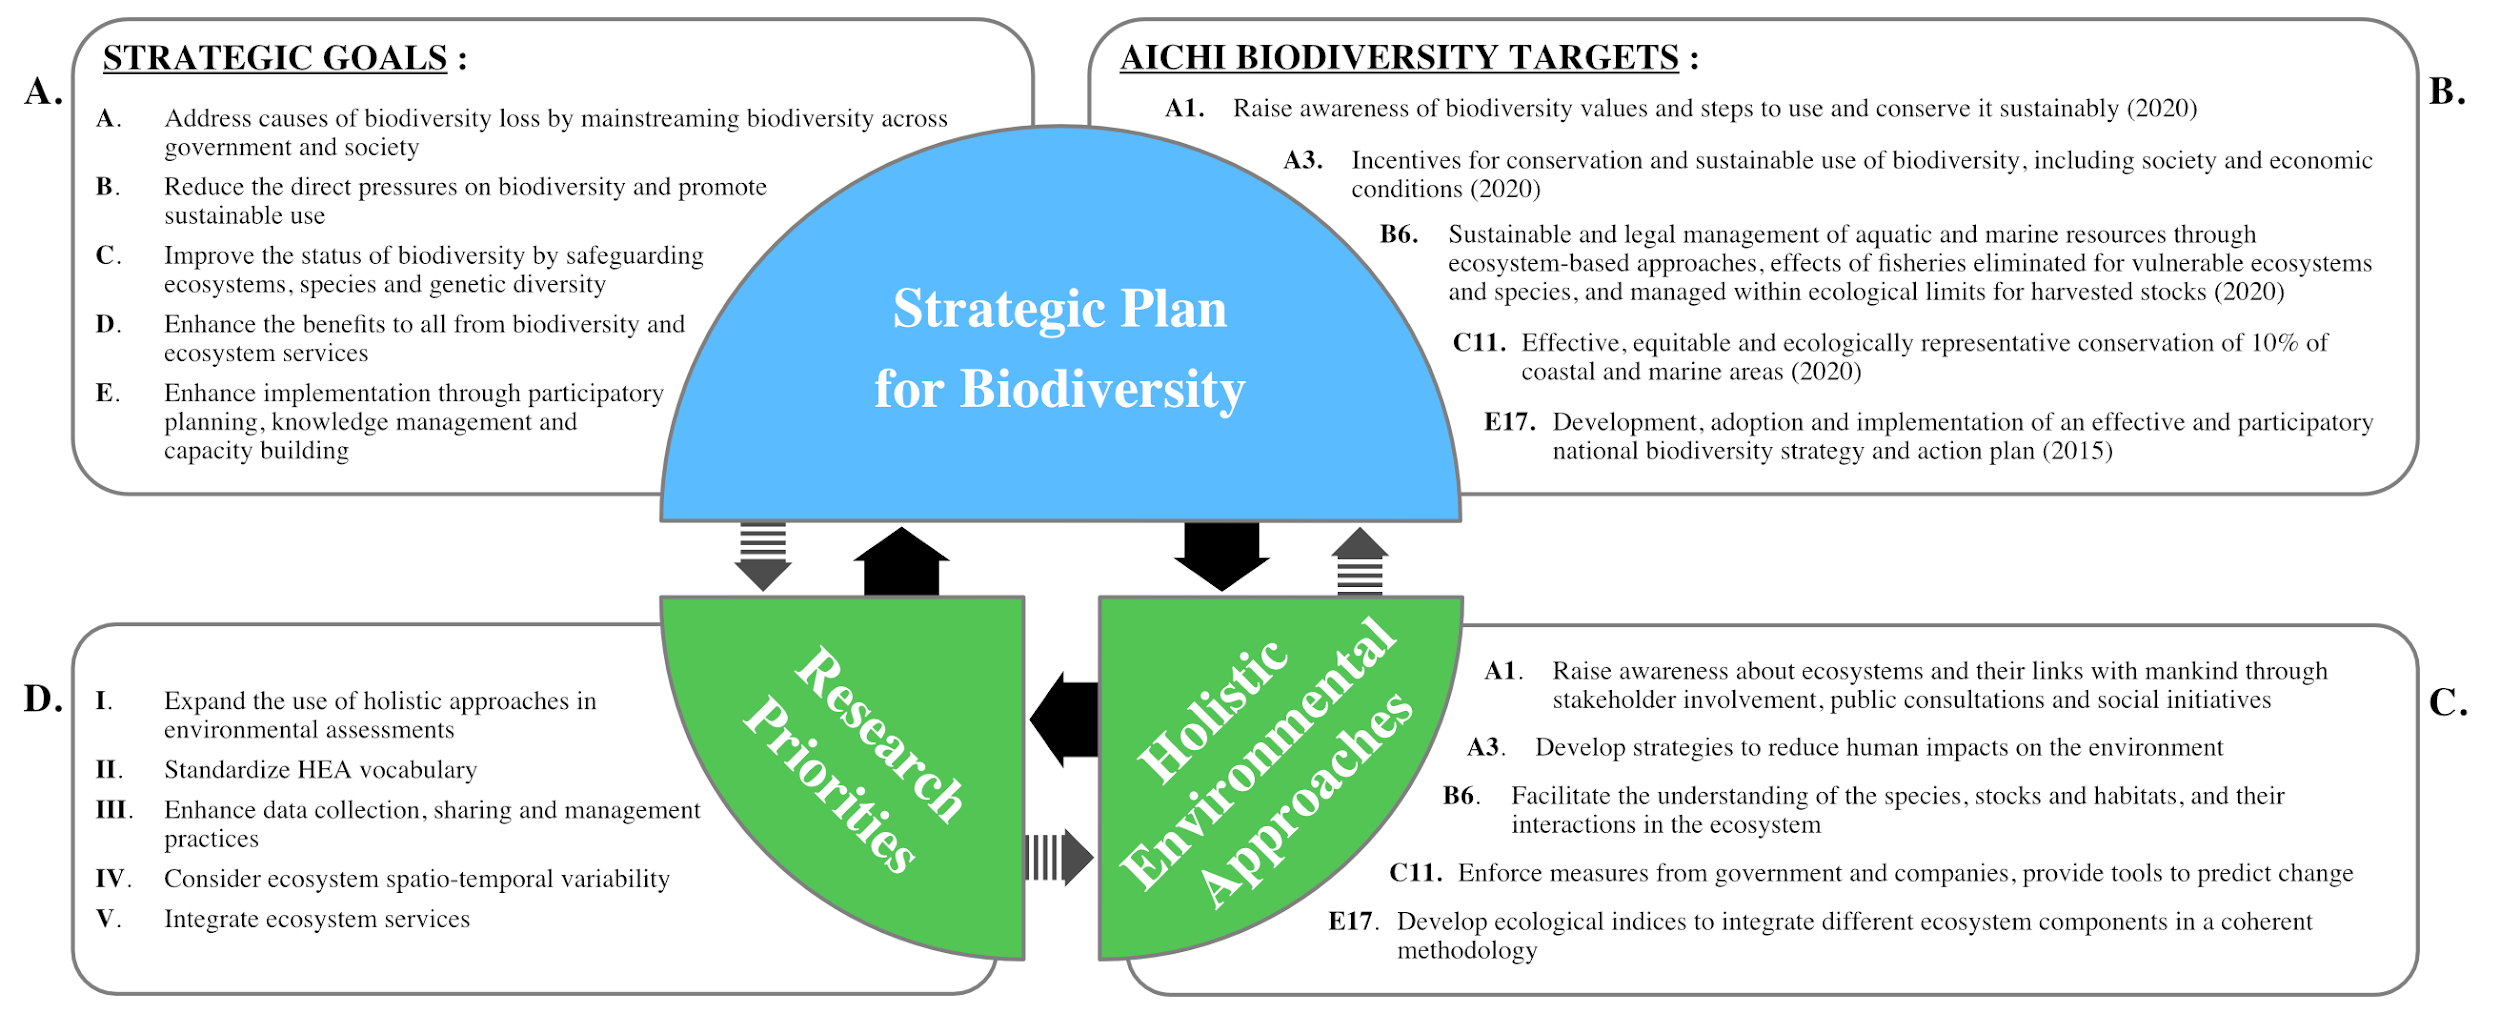 A.
STRATEGIC GOALS :
A. Address causes of biodiversity loss by mainstreaming biodiversity across
government and society
B. Reduce the direct pressures on biodiversity and promote
sustainable use
C. Improve the status of biodiversity by safeguarding
ecosystems, species and genetic diversity
D. Enhance the benefits to all from biodiversity and
ecosystem services
E. Enhance implementation through participatory
planning, knowledge management and
capacity building
B.
AICHI BIODIVERSITY TARGETS :
A1. Raise awareness of biodiversity values and steps to use and conserve it sustainably (2020)
A3. Incentives for conservation and sustainable use of biodiversity, including society and economic
conditions (2020)
B6. Sustainable and legal management of aquatic and marine resources through
ecosystem-based approaches, effects of fisheries eliminated for vulnerable ecosystems
and species, and managed within ecological limits for harvested stocks (2020)
C11. Effective, equitable and ecologically representative conservation of 10% of
coastal and marine areas (2020)
E17. Development, adoption and implementation of an effective and participatory
national biodiversity strategy and action plan (2015)
Strategic Plan
for Biodiversity
D.
I. Expand the use of holistic approaches in
environmental assessments
II. Standardize HEA vocabulary
III. Enhance data collection, sharing and management
practices
IV. Consider ecosystem spatio-temporal variability
V. Integrate ecosystem services
Research
Priorities
Holistic
Environmental
Approaches
C.
A1. Raise awareness about ecosystems and their links with mankind through
stakeholder involvement, public consultations and social initiatives
A3. Develop strategies to reduce human impacts on the environment
B6. Facilitate the understanding of the species, stocks and habitats, and their
interactions in the ecosystem
C11. Enforce measures from government and companies, provide tools to predict change
E17. Develop ecological indices to integrate different ecosystem components in a coherent
methodology